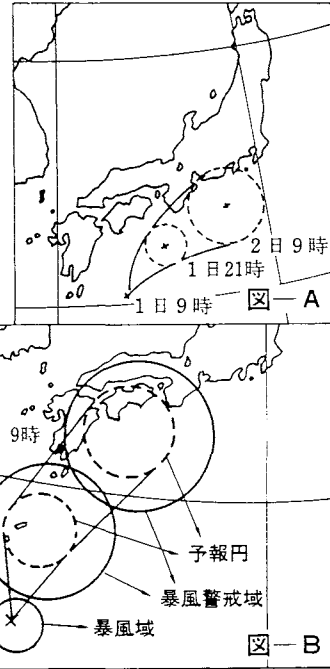 2日9時
1日21時
1日9時
図—A
9時
予報円
暴風警戒域
暴風域
図—B